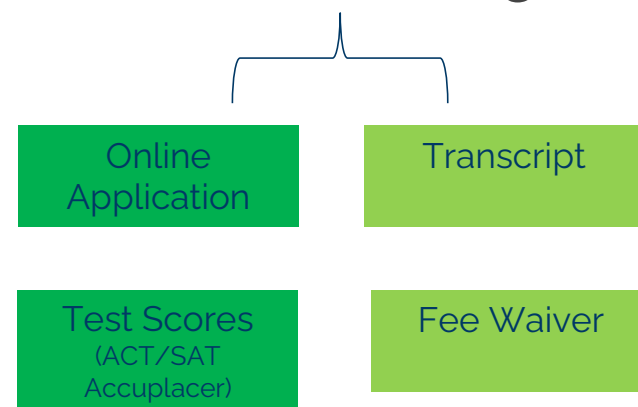 Online
Application
Transcript
Test Scores
(ACT/SAT
Accuplacer)
Fee Waiver